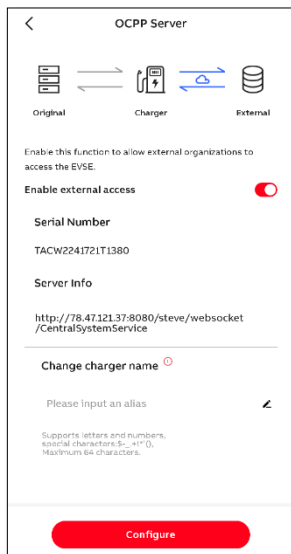 OCPP Server
Original Charger External
Enable this function to allow external organizations to
access the EVSE.
Enable external access
Serial Number
TACW2241721T1380
Server Info
http://78.47.121.37:8080/steve/websocket
/CentralSystemService
Change charger name
Please input an alias
Supports letters and numbers,
special characters:$-_.+!*'(),
Maximum 64 characters.
Configure